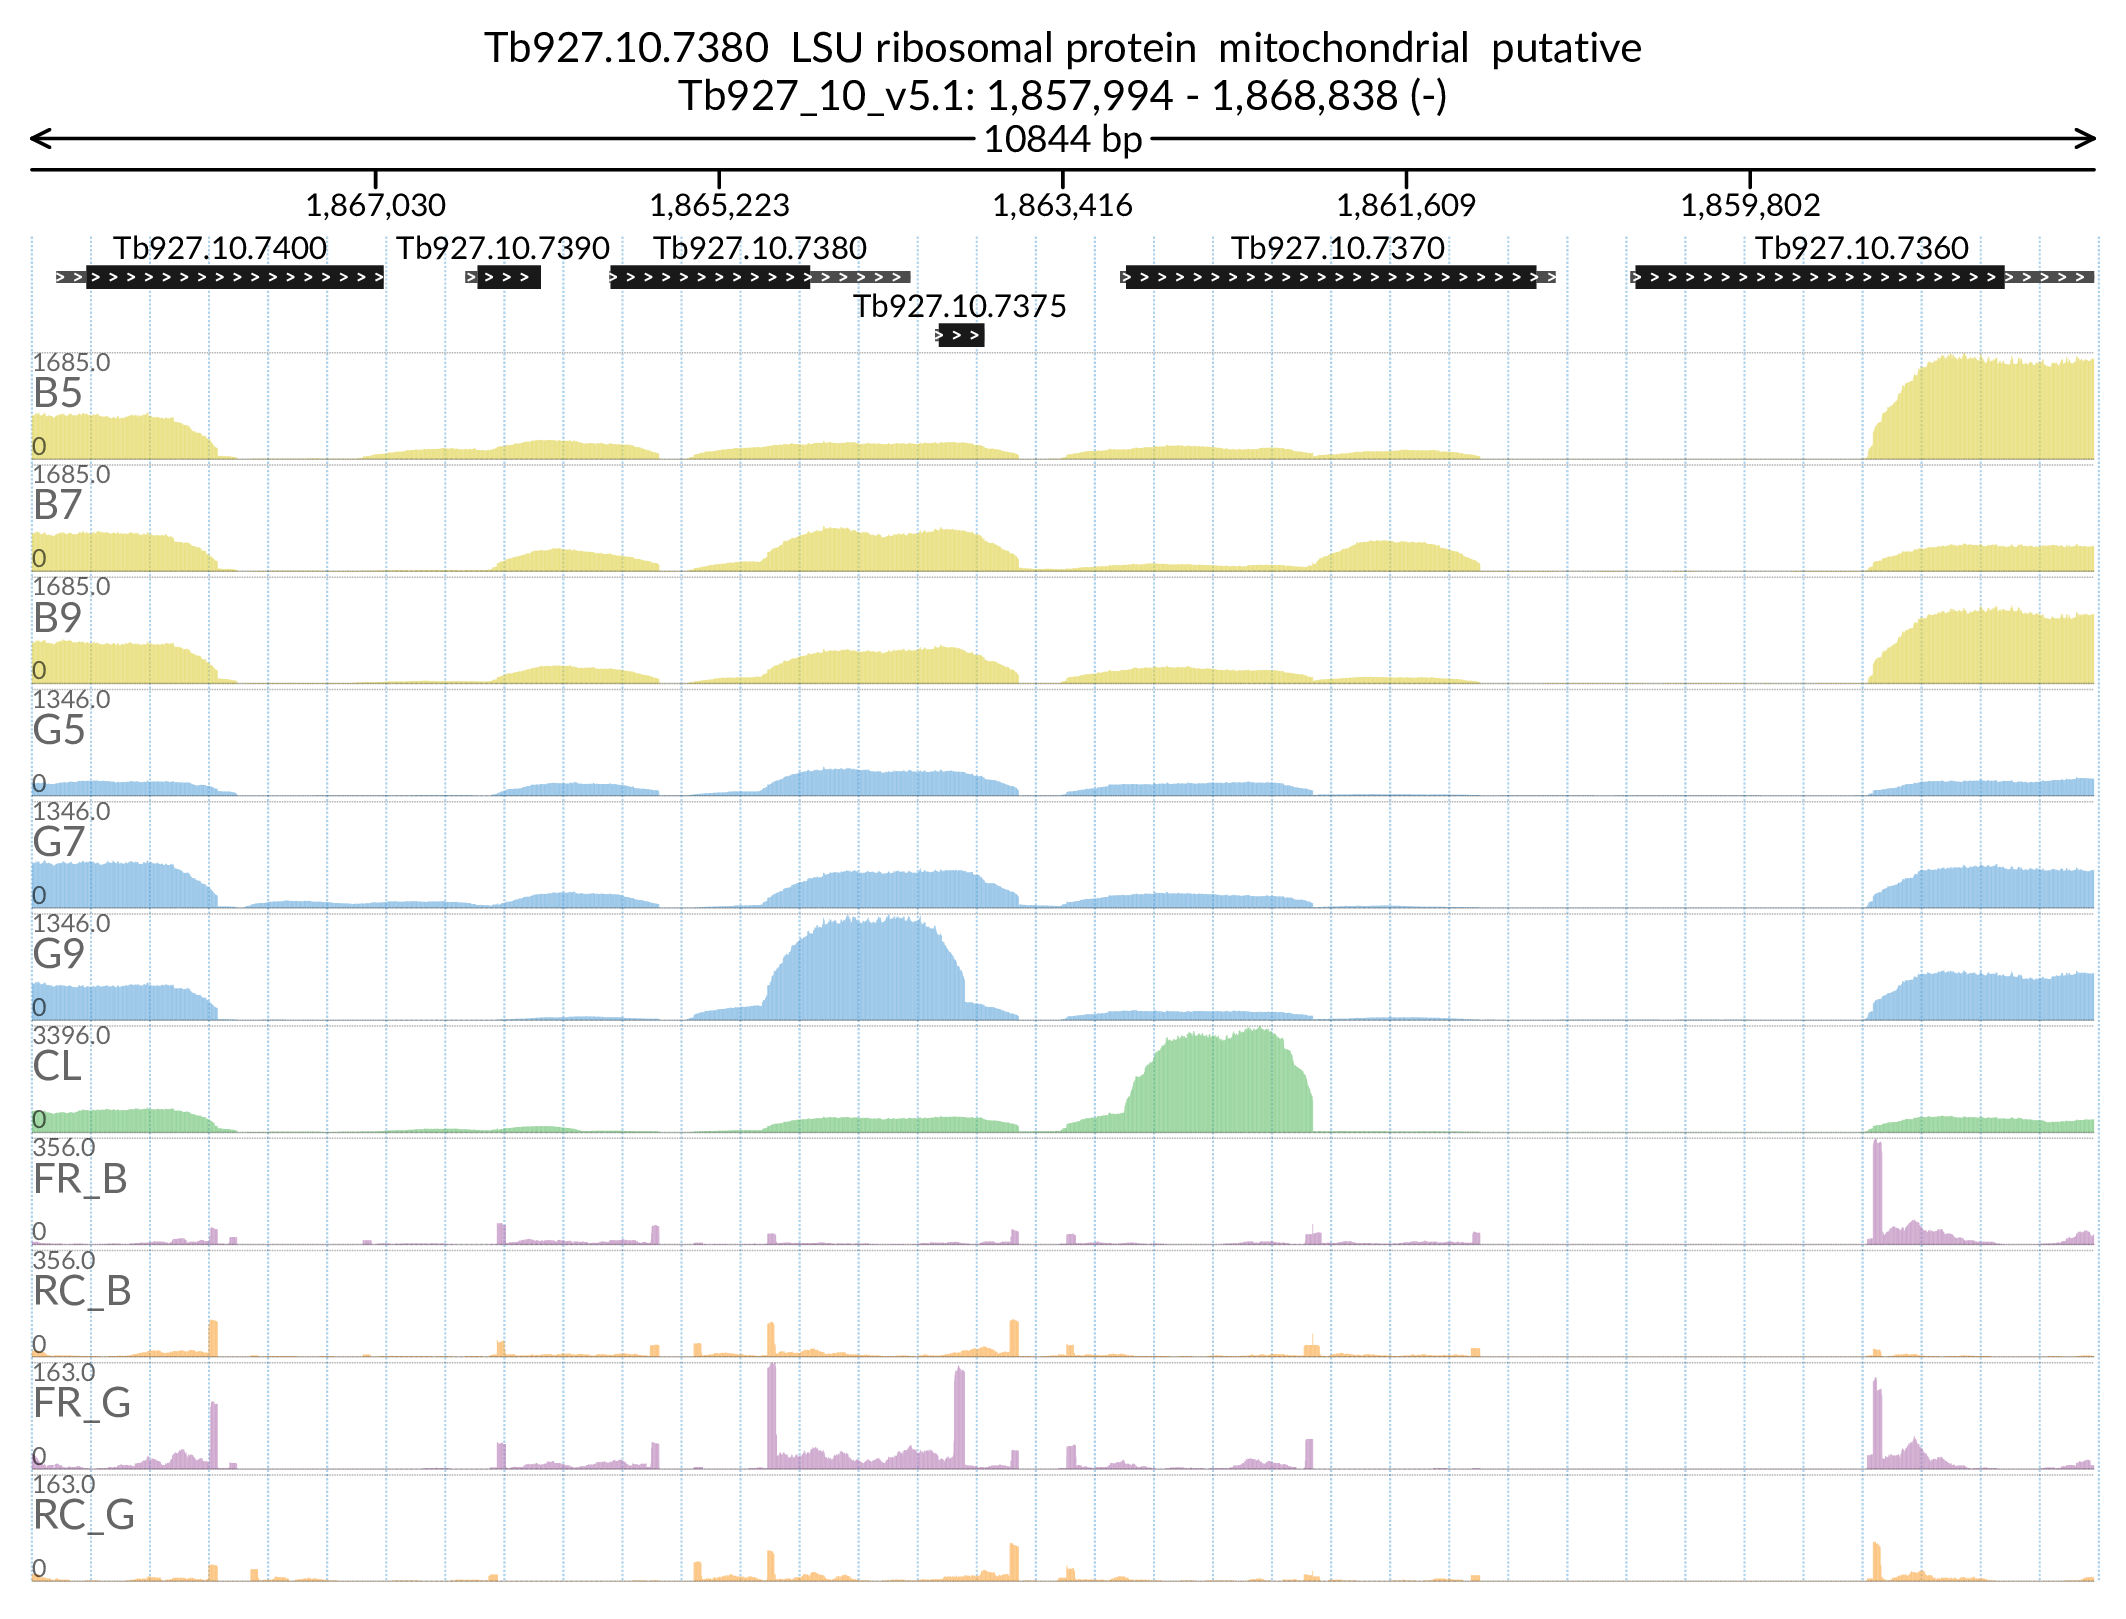 Tb927.10.7380 LSU ribosomal protein mitochondrial putative
Tb927_10_v5.1: 1,857,994 - 1,868,838 (-)
10844 bp
1,867,030 1,865,223 1,863,416 1,861,609 1,859,802
Tb927.10.7400 Tb927.10.7390 Tb927.10.7380 Tb927.10.7370 Tb927.10.7360
Tb927.10.7375
1685.0
B5
0
1685.0
B7
0
1685.0
B9
0
1346.0
G5
0
1346.0
G7
0
1346.0
G9
0
3396.0
CL
0
356.0
FR_B
0
356.0
RC_B
0
163.0
FR_G
0
163.0
RC_G
0